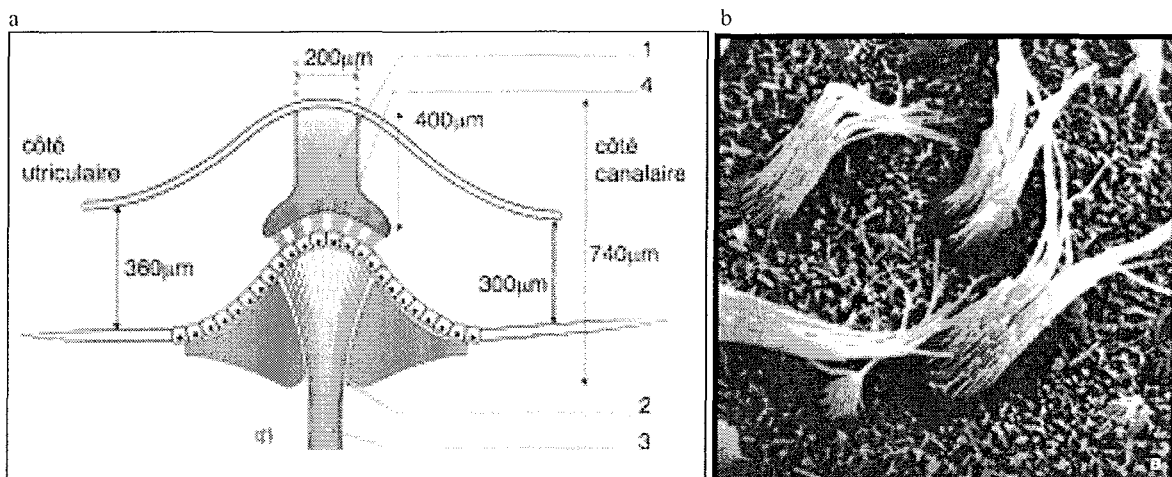 a
b
200µm
1
4
400µm
côté
utriculaire
côté
canalaire
360µm
300µm
740µm
2
3
B